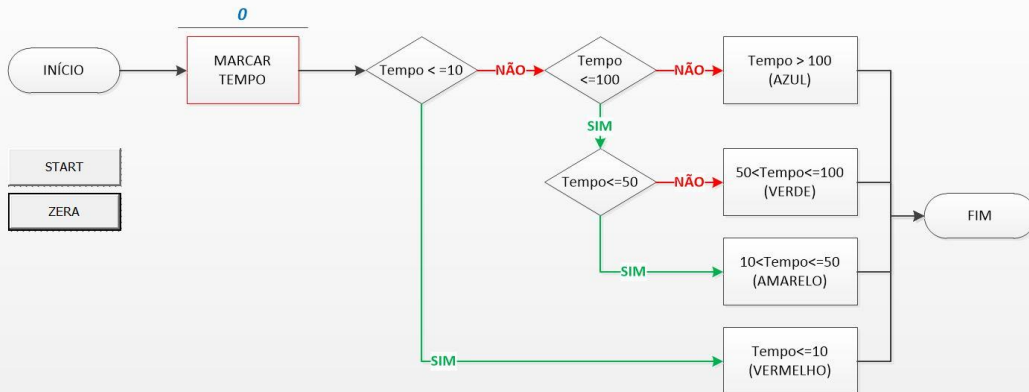 0
INÍCIO
MARCAR
TEMPO
Tempo < =10
NÃO
Tempo
<=100
NÃO
Tempo > 100
(AZUL)
SIM
START
ZERA
Tempo<=50
NÃO
50<Tempo<=100
(VERDE)
FIM
SIM
10<Tempo<=50
(AMARELO)
SIM
Tempo<=10
(VERMELHO)